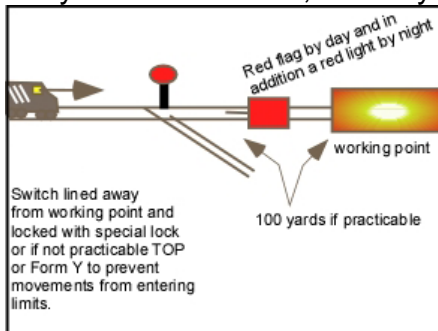 Red flag by day and in
addition a red light by night
working point
100 yards if practicable
Switch lined away
from working point and
locked with special lock
or if not practicable TOP
or Form Y to prevent
movements from entering
limits.